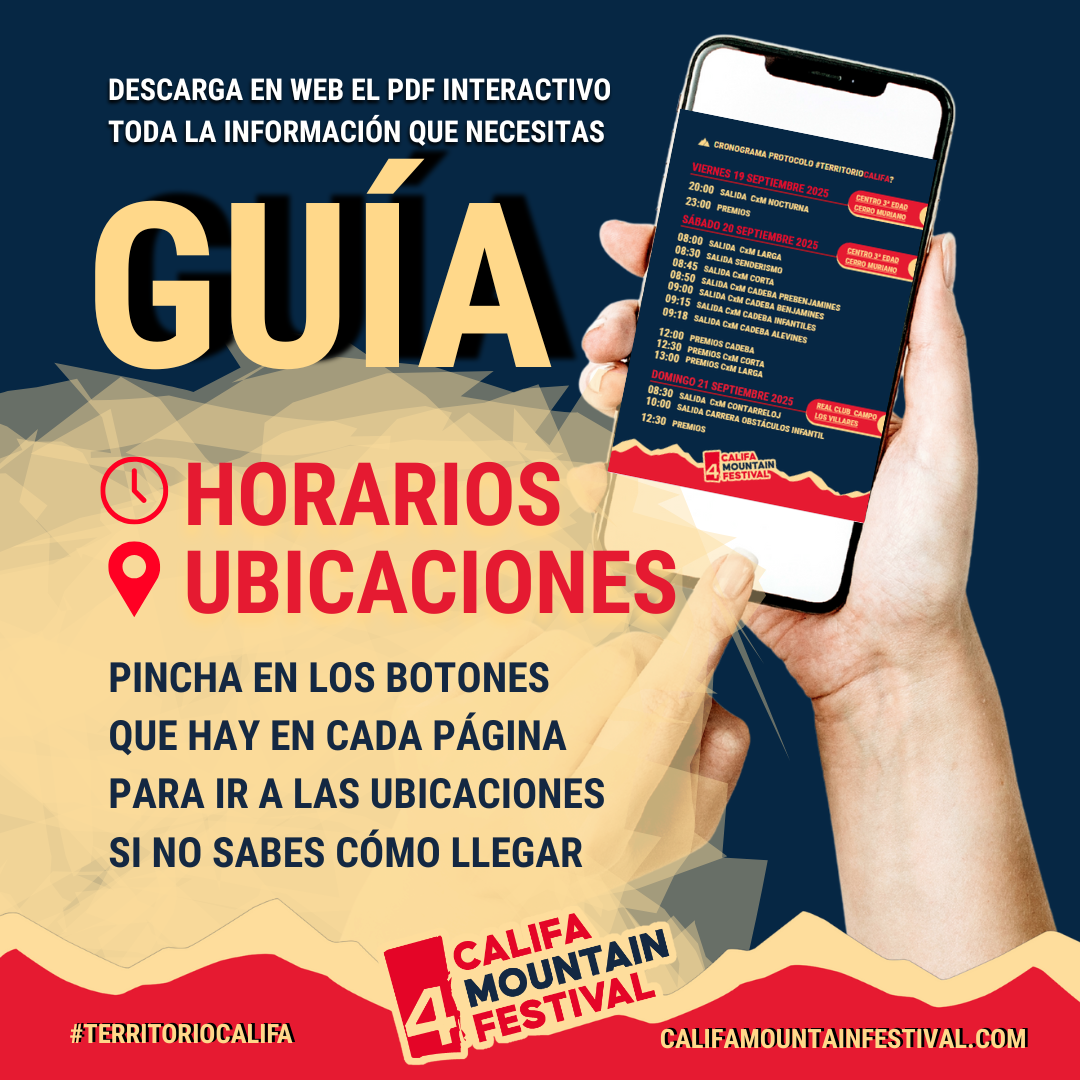 DESCARGA EN WEB EL PDF INTERACTIVO
TODA LA INFORMACIÓN QUE NECESITAS
GUÍA
HORARIOS
UBICACIONES
PINCHA EN LOS BOTONES
QUE HAY EN CADA PÁGINA
PARA IR A LAS UBICACIONES
SI NO SABES CÓMO LLEGAR
CRONOGRAMA PROTOCOLO #TERRITORIOCALIFA?
VIERNES 19 SEPTIEMBRE 2025
CENTRO 3ª EDAD
CERRO MURIANO
20:00 SALIDA CxM NOCTURNA
23:00 PREMIOS
SÁBADO 20 SEPTIEMBRE 2025
CENTRO 3ª EDAD
CERRO MURIANO
08:00 SALIDA CxM LARGA
08:30 SALIDA SENDERISMO
08:45 SALIDA CxM CORTA
08:50 SALIDA CxM CADEBA PREBENJAMINES
09:00 SALIDA CxM CADEBA BENJAMINES
09:15 SALIDA CxM CADEBA INFANTILES
09:18 SALIDA CxM CADEBA ALEVINES
12:00 PREMIOS CADEBA
12:30 PREMIOS CxM CORTA
13:00 PREMIOS CxM LARGA
DOMINGO 21 SEPTIEMBRE 2025
REAL CLUB CAMPO
LOS VILLARES
08:30 SALIDA CxM CONTARRELOJ
10:00 SALIDA CARRERA OBSTÁCULOS INFANTIL
12:30 PREMIOS
4 CALIFA
MOUNTAIN
FESTIVAL
4 CALIFA
MOUNTAIN
FESTIVAL
#TERRITORIOCALIFA
CALIFAMOUNTAINFESTIVAL.COM